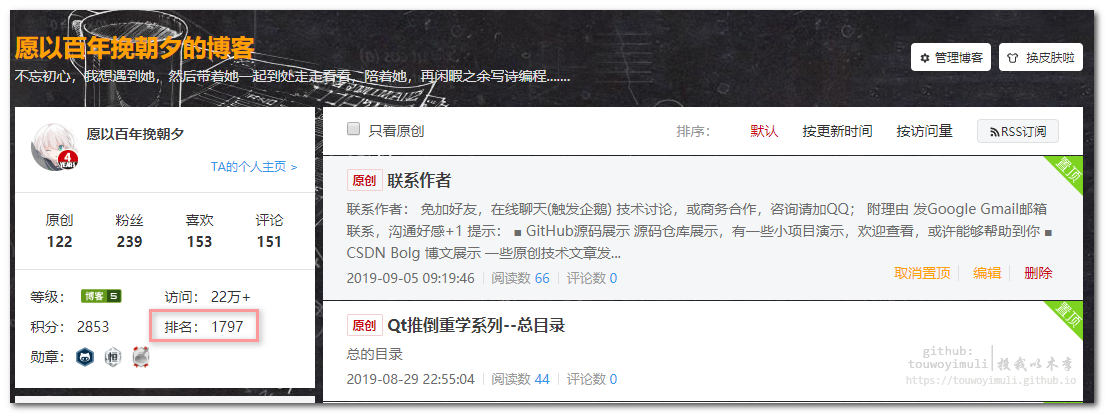 愿以百年挽朝夕的博客
不忘初心，我想遇到她，然后带着她一起到处走走看看，陪着她，再闲暇之余写诗编程.......
管理博客 换皮肤啦
愿以百年挽朝夕
4
YEARS
TA的个人主页 >
原创 粉丝 喜欢 评论
122 239 153 151
等级： 博客 5 访问： 22万+
积分： 2853 排名： 1797
勋章： 恒
只看原创 排序： 默认 按更新时间 按访问量 RSS订阅
置顶
原创 联系作者
联系作者： 免加好友，在线聊天(触发企鹅) 技术讨论，或商务合作，咨询请加QQ； 附理由 发Google Gmail邮箱
联系，沟通好感+1 提示： ■ GitHub源码展示 源码仓库展示，有一些小项目演示，欢迎查看，或许能够帮助到你 ■
CSDN Bolg 博文展示 一些原创技术文章发...
2019-09-05 09:19:46 阅读数 66 评论数 0 取消置顶 编辑 删除
置顶
原创 Qt推倒重学系列--总目录
总的目录
2019-08-29 22:55:04 阅读数 44 评论数 0
github:
touwoyimuli 投我以木李
https://touwoyimuli.github.io